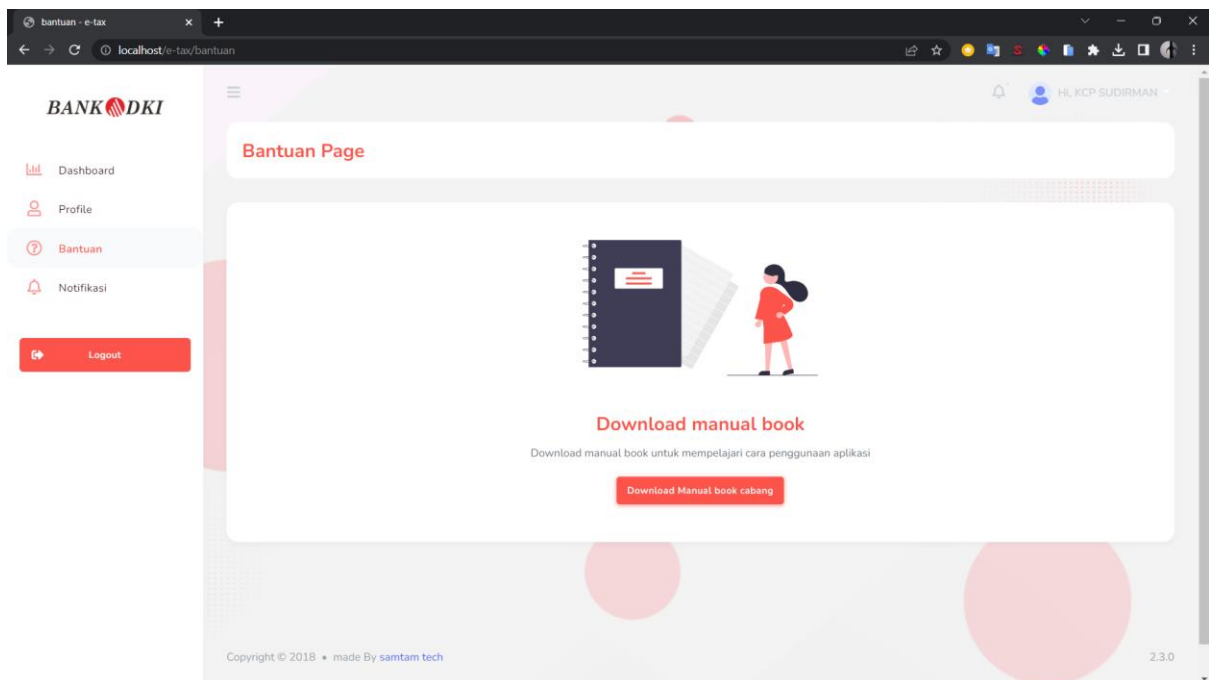 bantuan - e-tax
localhost/e-tax/bantuan
BANK DKI
HI, KCP SUDIRMAN
Bantuan Page
Dashboard
Profile
Bantuan
Notifikasi
Logout
Download manual book
Download manual book untuk mempelajari cara penggunaan aplikasi
Download Manual book cabang
Copyright © 2018 • made By samtam tech
2.3.0